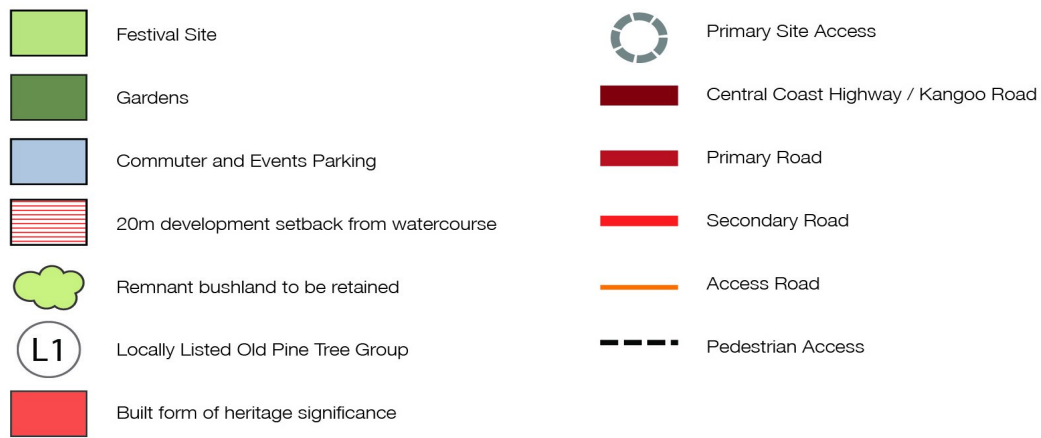 Festival Site
Gardens
Commuter and Events Parking
20m development setback from watercourse
Remnant bushland to be retained
L1
Locally Listed Old Pine Tree Group
Built form of heritage significance
Primary Site Access
Central Coast Highway / Kangoo Road
Primary Road
Secondary Road
Access Road
Pedestrian Access